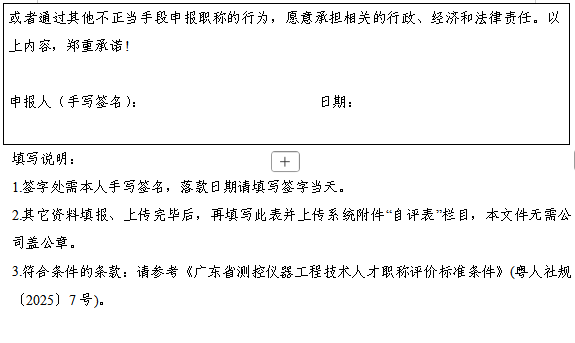 或者通过其他不正当手段申报职称的行为，愿意承担相关的行政、经济和法律责任。以
上内容，郑重承诺！
申报人（手写签名）： 日期：
填写说明：
1.签字处需本人手写签名，落款日期请填写签字当天。
2.其它资料填报、上传完毕后，再填写此表并上传系统附件“自评表”栏目，本文件无需公
司盖公章。
3.符合条件的条款：请参考《广东省测控仪器工程技术人才职称评价标准条件》(粤人社规
〔2025〕7 号)。